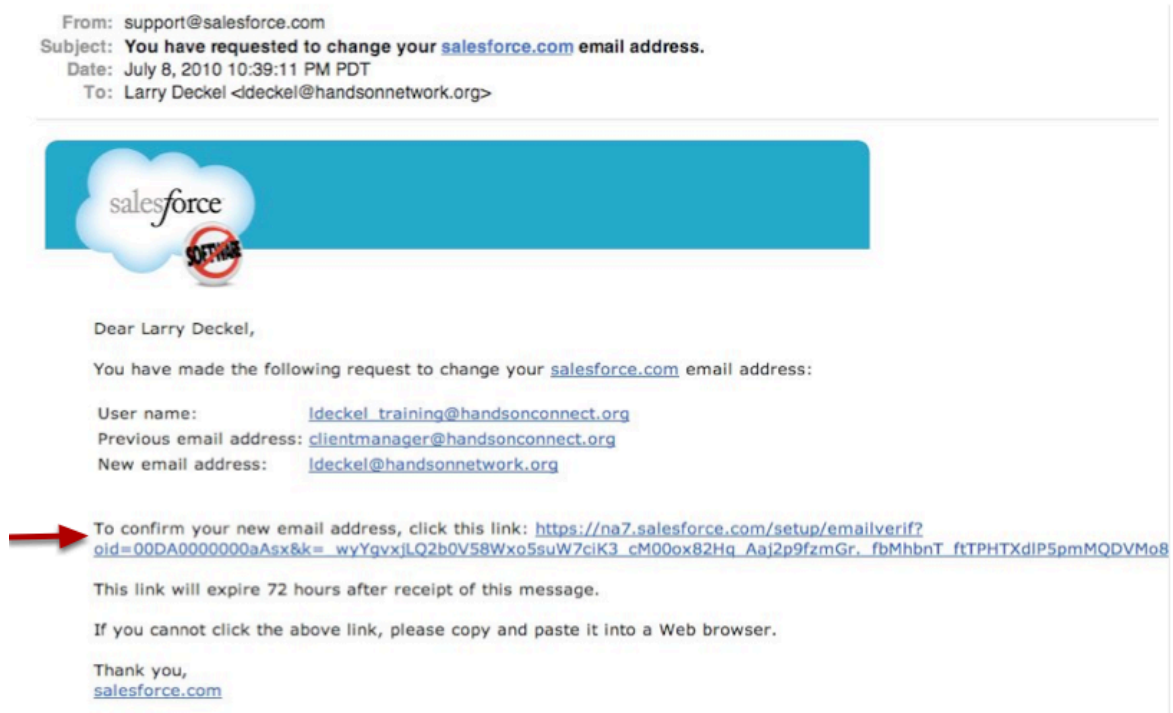 From: support@salesforce.com
Subject: You have requested to change your salesforce.com email address.
Date: July 8, 2010 10:39:11 PM PDT
To: Larry Deckel <ldeckel@handsonnetwork.org>
salesforce
SOFTWARE
Dear Larry Deckel,
You have made the following request to change your salesforce.com email address:
User name: ldeckel_training@handsonconnect.org
Previous email address: clientmanager@handsonconnect.org
New email address: ldeckel@handsonnetwork.org
To confirm your new email address, click this link: https://na7.salesforce.com/setup/emailverif?
oid=00DA0000000aAsx&k=_wyYgvxjLQ2b0V58Wxo5suW7ciK3_cM00ox82Hq_Aaj2p9fzmGr._fbMhbnT_ftTPHTXdlP5pmMQDVMo8
This link will expire 72 hours after receipt of this message.
If you cannot click the above link, please copy and paste it into a Web browser.
Thank you,
salesforce.com